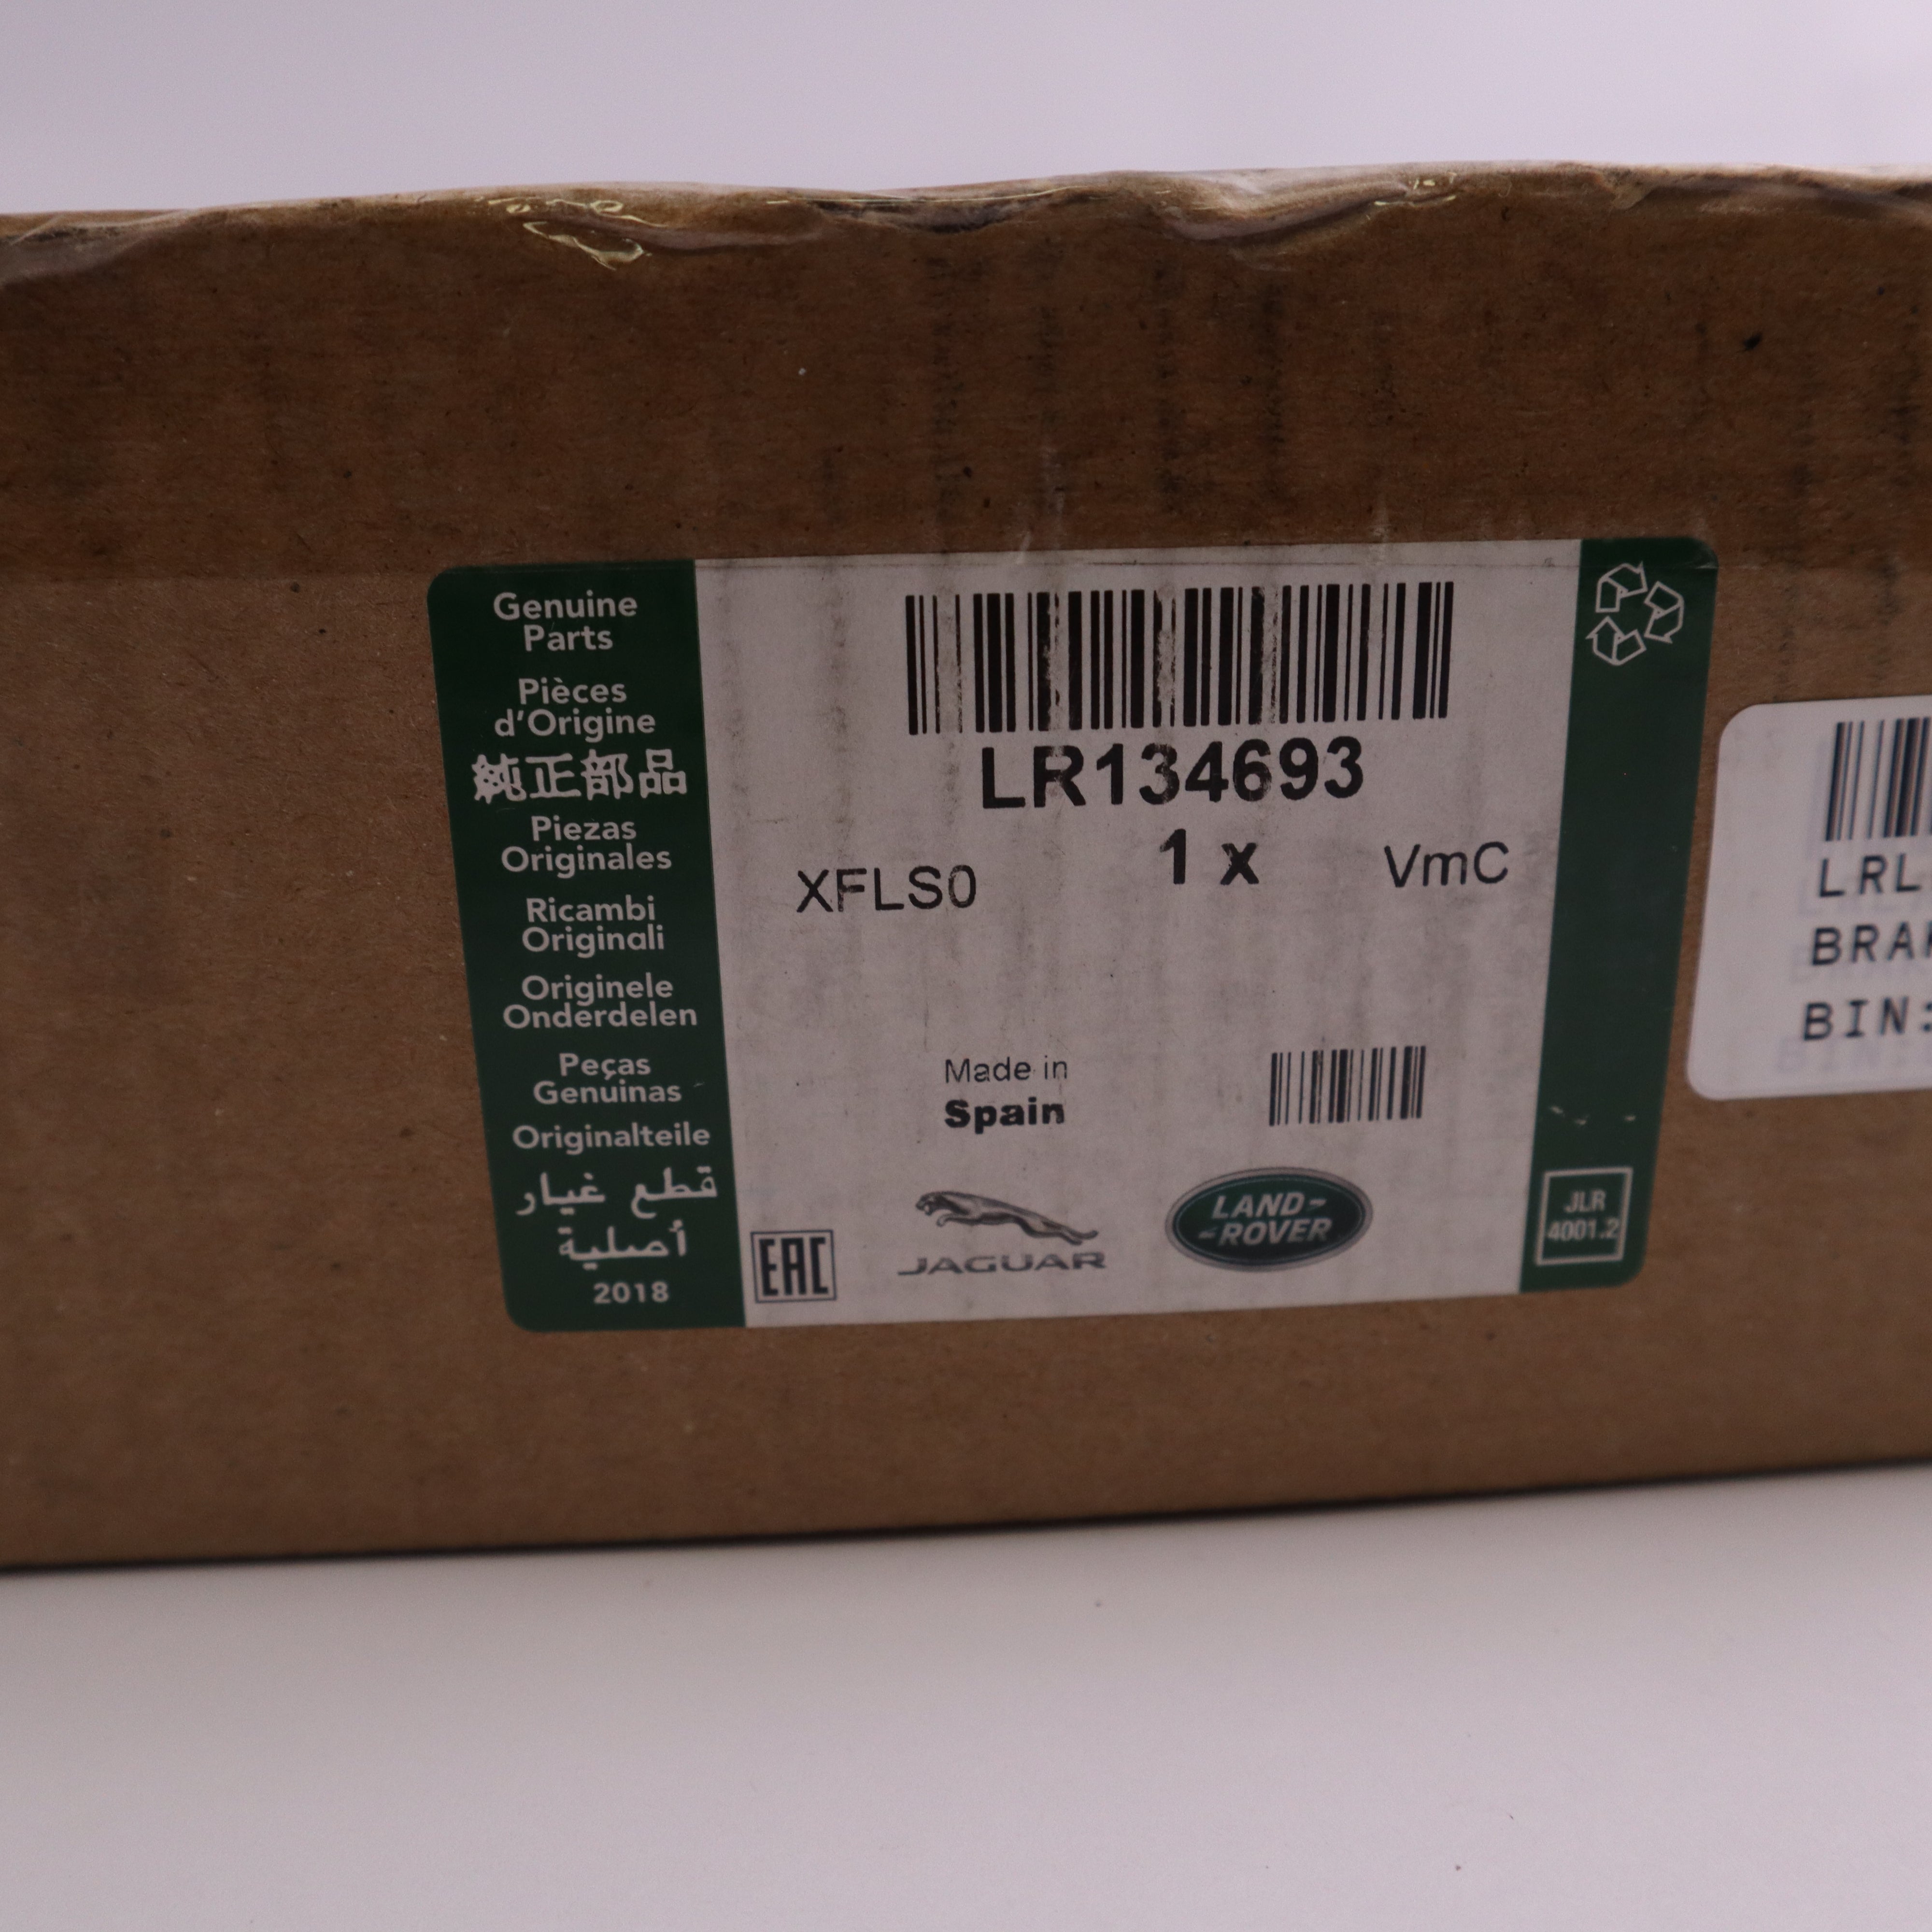 Genuine
Parts
Pièces
d'Origine
純正部品
Piezas
Originales
Ricambi
Originali
Originele
Onderdelen
Peças
Genuinas
Originalteile
قطع غيار
أصلية
2018
LR134693
1 x
XFLS0
VmC
Made in
Spain
EAC
JAGUAR
LAND-
-ROVER
JLR
4001.2
LRL
BIN: